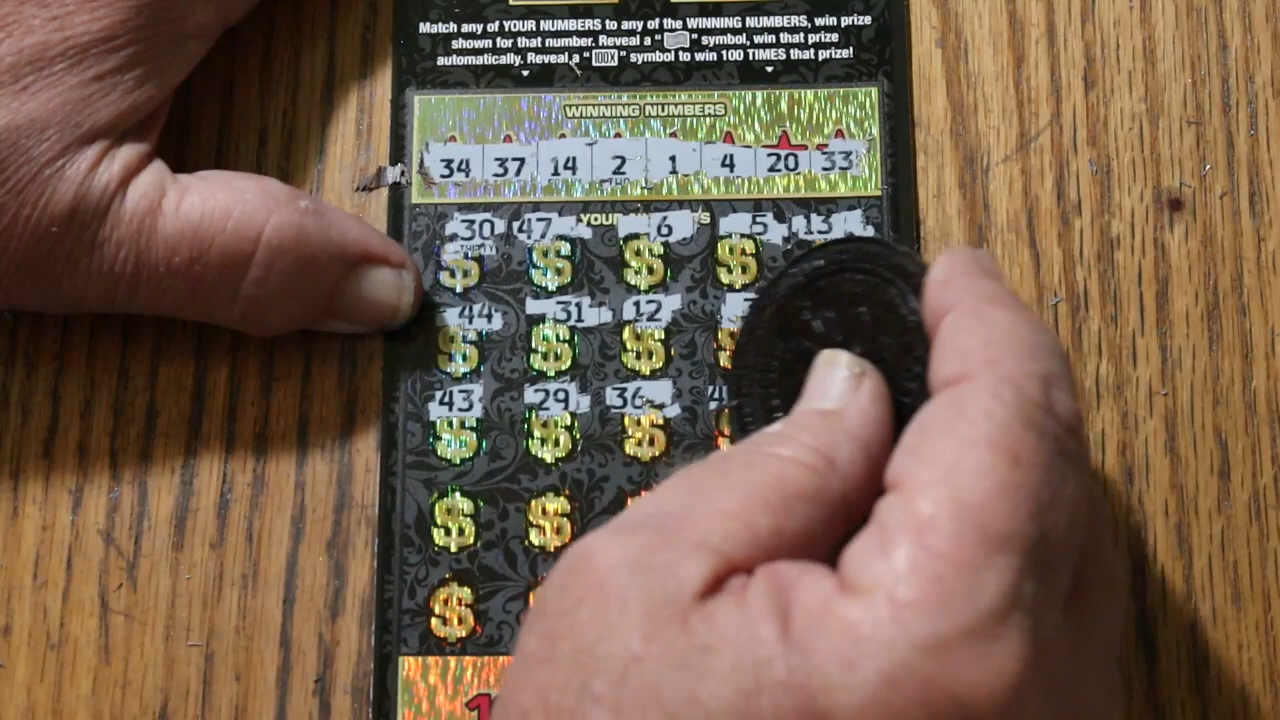 Match any of YOUR NUMBERS to any of the WINNING NUMBERS, win prize
shown for that number. Reveal a " " symbol, win that prize
automatically. Reveal a "100X" symbol to win 100 TIMES that prize!
WINNING NUMBERS
34 37 14 2 1 4 20 33
30 47 6 5 13
THIRTY
$ $ $ $
44 31 12
$ $ $
43 29 36
$ $ $
$ $
$